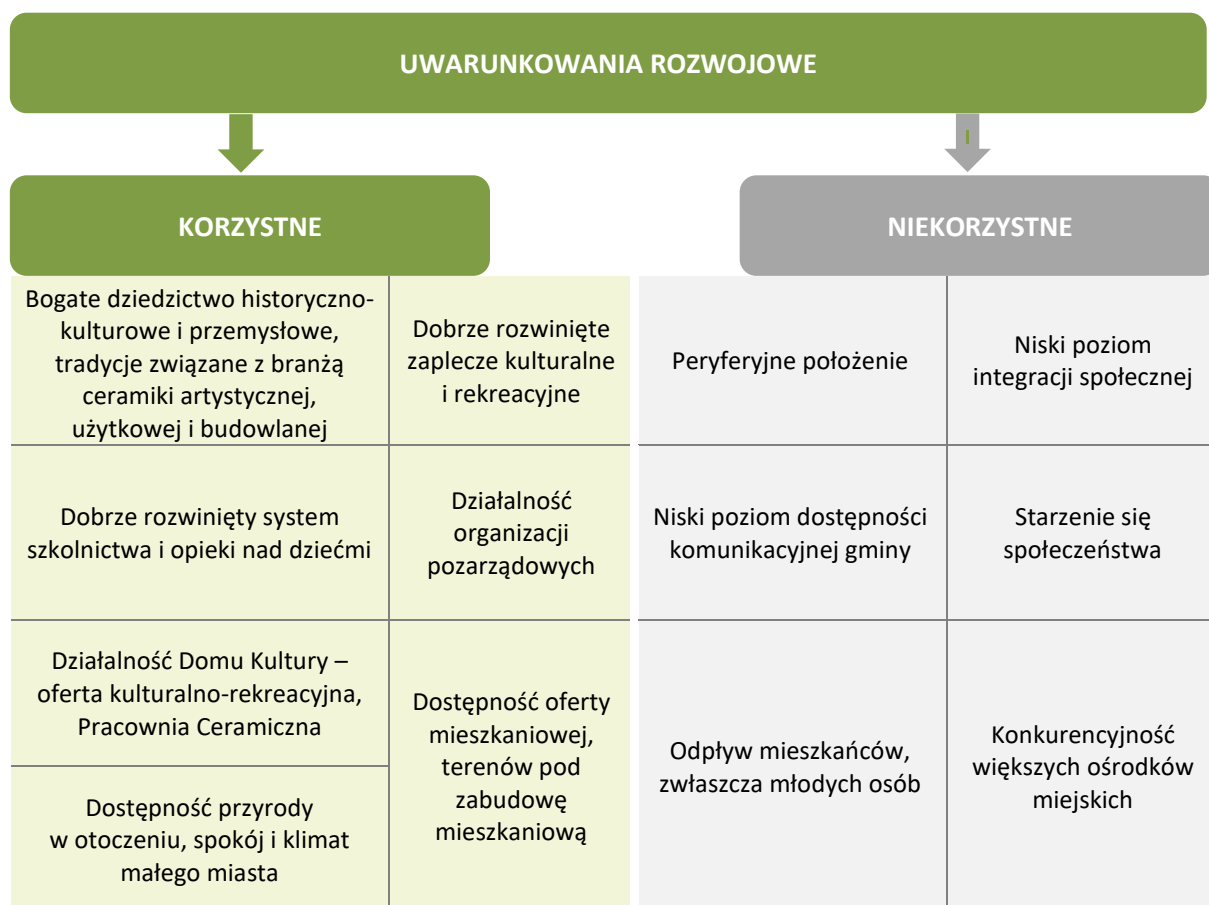 UWARUNKOWANIA ROZWOJOWE
KORZYSTNE
NIEKORZYSTNE
Bogate dziedzictwo historyczno-
kulturowe i przemysłowe,
tradycje związane z branżą
ceramiki artystycznej,
użytkowej i budowlanej
Dobrze rozwinięte
zaplecze kulturalne
i rekreacyjne
Peryferyjne położenie
Niski poziom
integracji społecznej
Dobrze rozwinięty system
szkolnictwa i opieki nad dziećmi
Działalność
organizacji
pozarządowych
Niski poziom dostępności
komunikacyjnej gminy
Starzenie się
społeczeństwa
Działalność Domu Kultury –
oferta kulturalno-rekreacyjna,
Pracownia Ceramiczna
Dostępność przyrody
w otoczeniu, spokój i klimat
małego miasta
Dostępność oferty
mieszkaniowej,
terenów pod
zabudowę
mieszkaniową
Odpływ mieszkańców,
zwłaszcza młodych osób
Konkurencyjność
większych ośrodków
miejskich